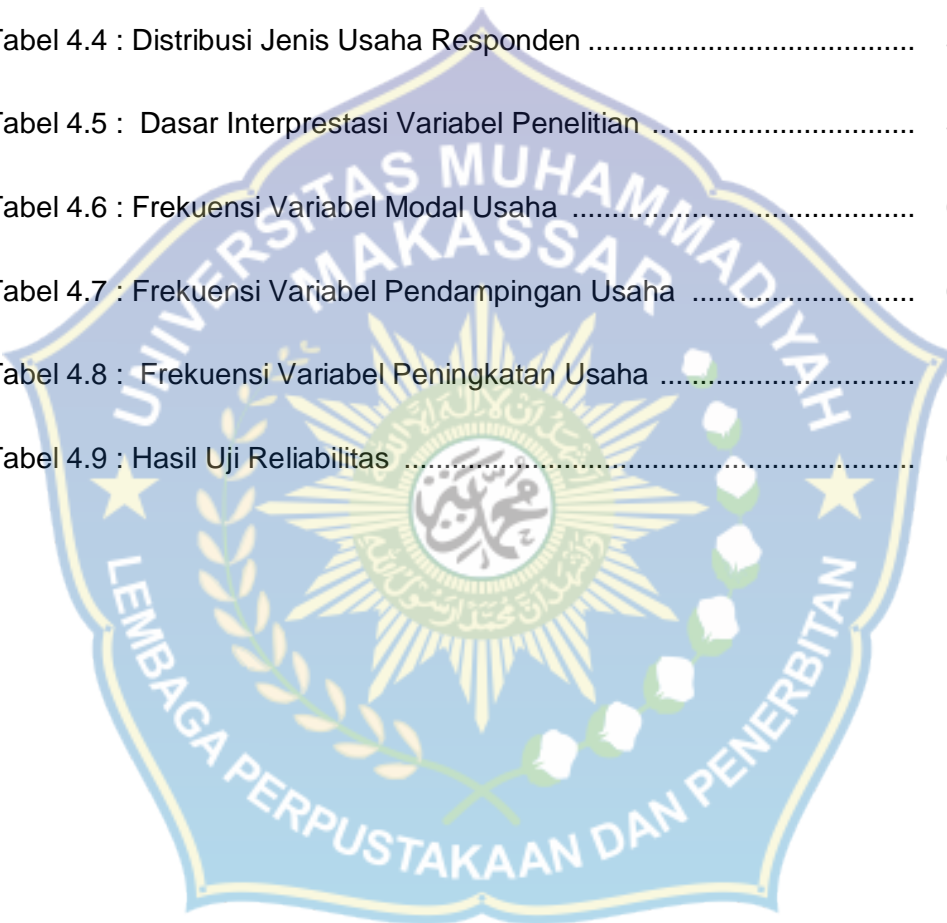 Tabel 4.4 : Distribusi Jenis Usaha Responden .........................................
Tabel 4.5 : Dasar Interprestasi Variabel Penelitian .................................
Tabel 4.6 : Frekuensi Variabel Modal Usaha ...........................................
Tabel 4.7 : Frekuensi Variabel Pendampingan Usaha ............................
Tabel 4.8 : Frekuensi Variabel Peningkatan Usaha ................................
Tabel 4.9 : Hasil Uji Reliabilitas ................................................................
UNIVERSITAS MUHAMMADIYAH
MAKASSAR
LEMBAGA PERPUSTAKAAN DAN PENERBITAN